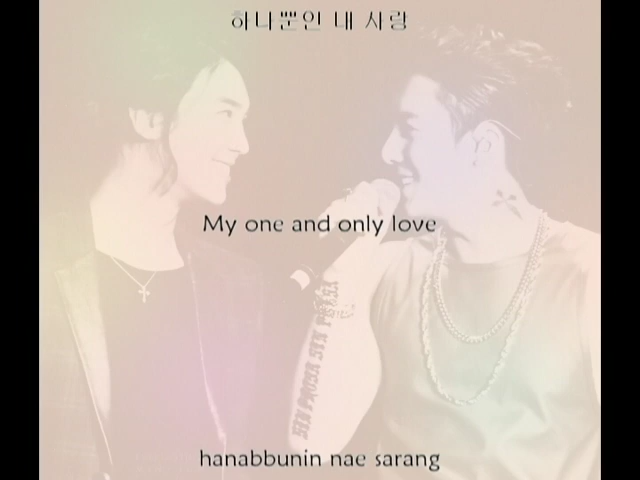 하나뿐인 내 사랑
My one and only love
hanabbunin nae sarang